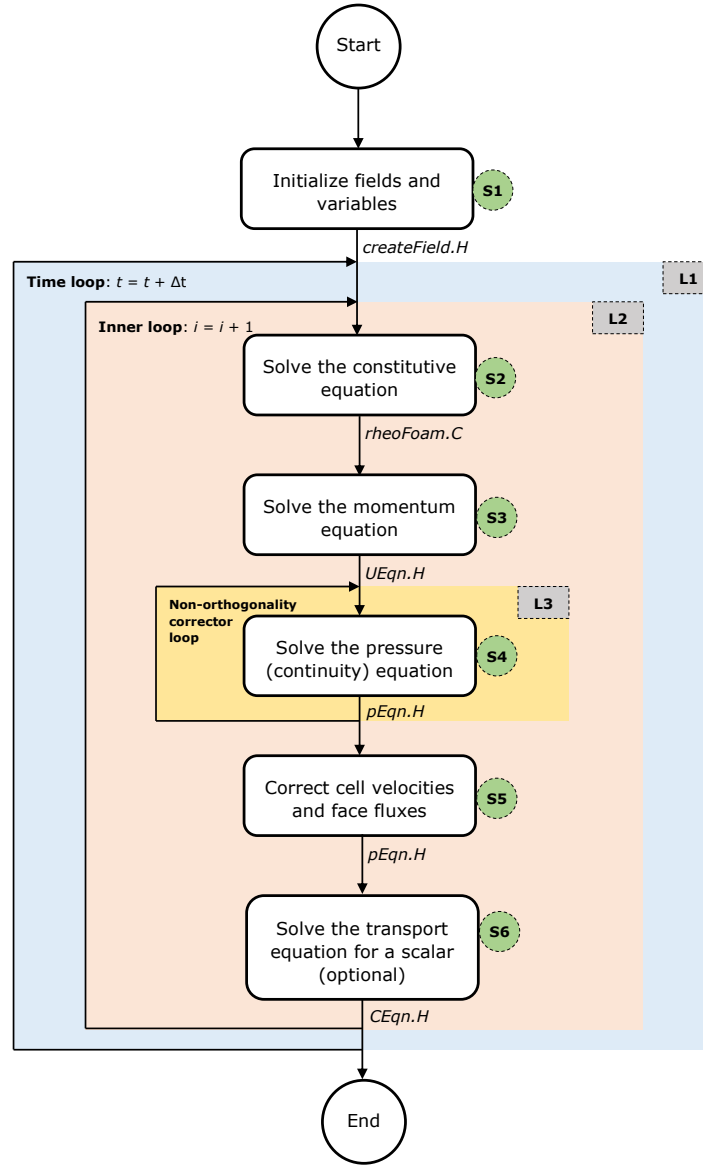 Start
Initialize fields and
variables
S1
createField.H
Time loop: t = t + Δt
L1
Inner loop: i = i + 1
L2
Solve the constitutive
equation
S2
rheoFoam.C
Solve the momentum
equation
S3
UEqn.H
Non-orthogonality
corrector
loop
L3
Solve the pressure
(continuity) equation
S4
pEqn.H
Correct cell velocities
and face fluxes
S5
pEqn.H
Solve the transport
equation for a scalar
(optional)
S6
CEqn.H
End